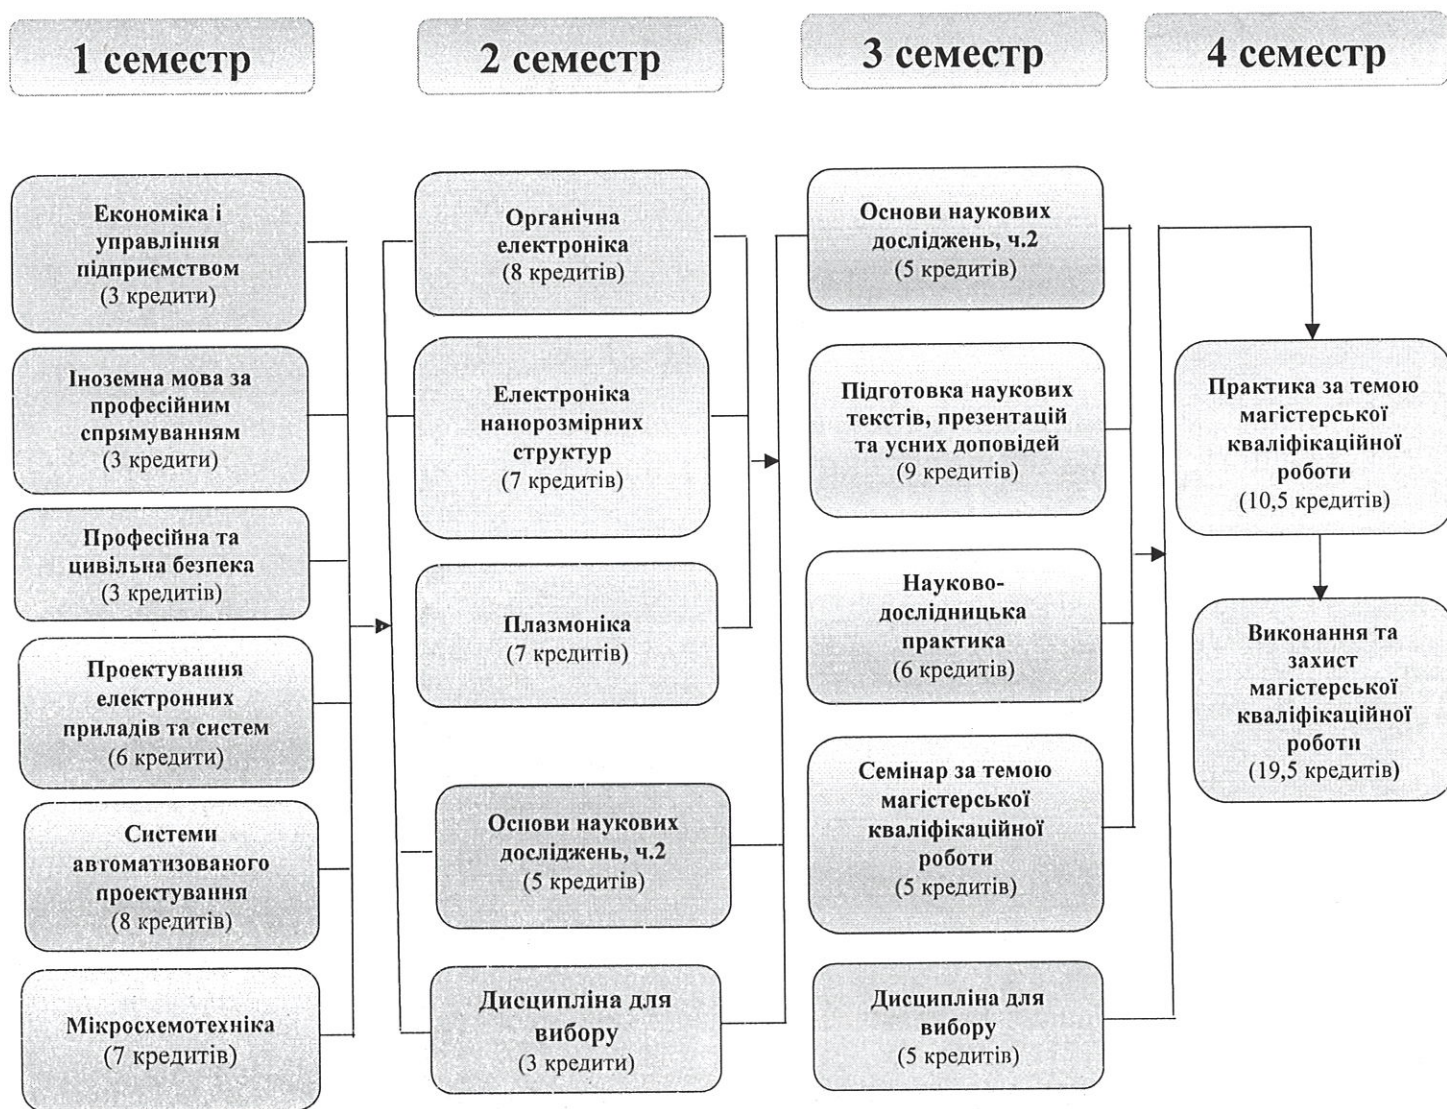 1 семестр
2 семестр
3 семестр
4 семестр
Економіка і
управління
підприємством
(3 кредити)
Іноземна мова за
професійним
спрямуванням
(3 кредити)
Професійна та
цивільна безпека
(3 кредитів)
Проектування
електронних
приладів та систем
(6 кредити)
Системи
автоматизованого
проектування
(8 кредитів)
Мікросхемотехніка
(7 кредитів)
Органічна
електроніка
(8 кредитів)
Електроніка
нанорозмірних
структур
(7 кредитів)
Плазмоніка
(7 кредитів)
Основи наукових
досліджень, ч.2
(5 кредитів)
Дисципліна для
вибору
(3 кредити)
Основи наукових
досліджень, ч.2
(5 кредитів)
Підготовка наукових
текстів, презентацій
та усних доповідей
(9 кредитів)
Науково-
дослідницька
практика
(6 кредитів)
Семінар за темою
магістерської
кваліфікаційної
роботи
(5 кредитів)
Дисципліна для
вибору
(5 кредитів)
Практика за темою
магістерської
кваліфікаційної
роботи
(10,5 кредитів)
Виконання та
захист
магістерської
кваліфікаційної
роботи
(19,5 кредитів)